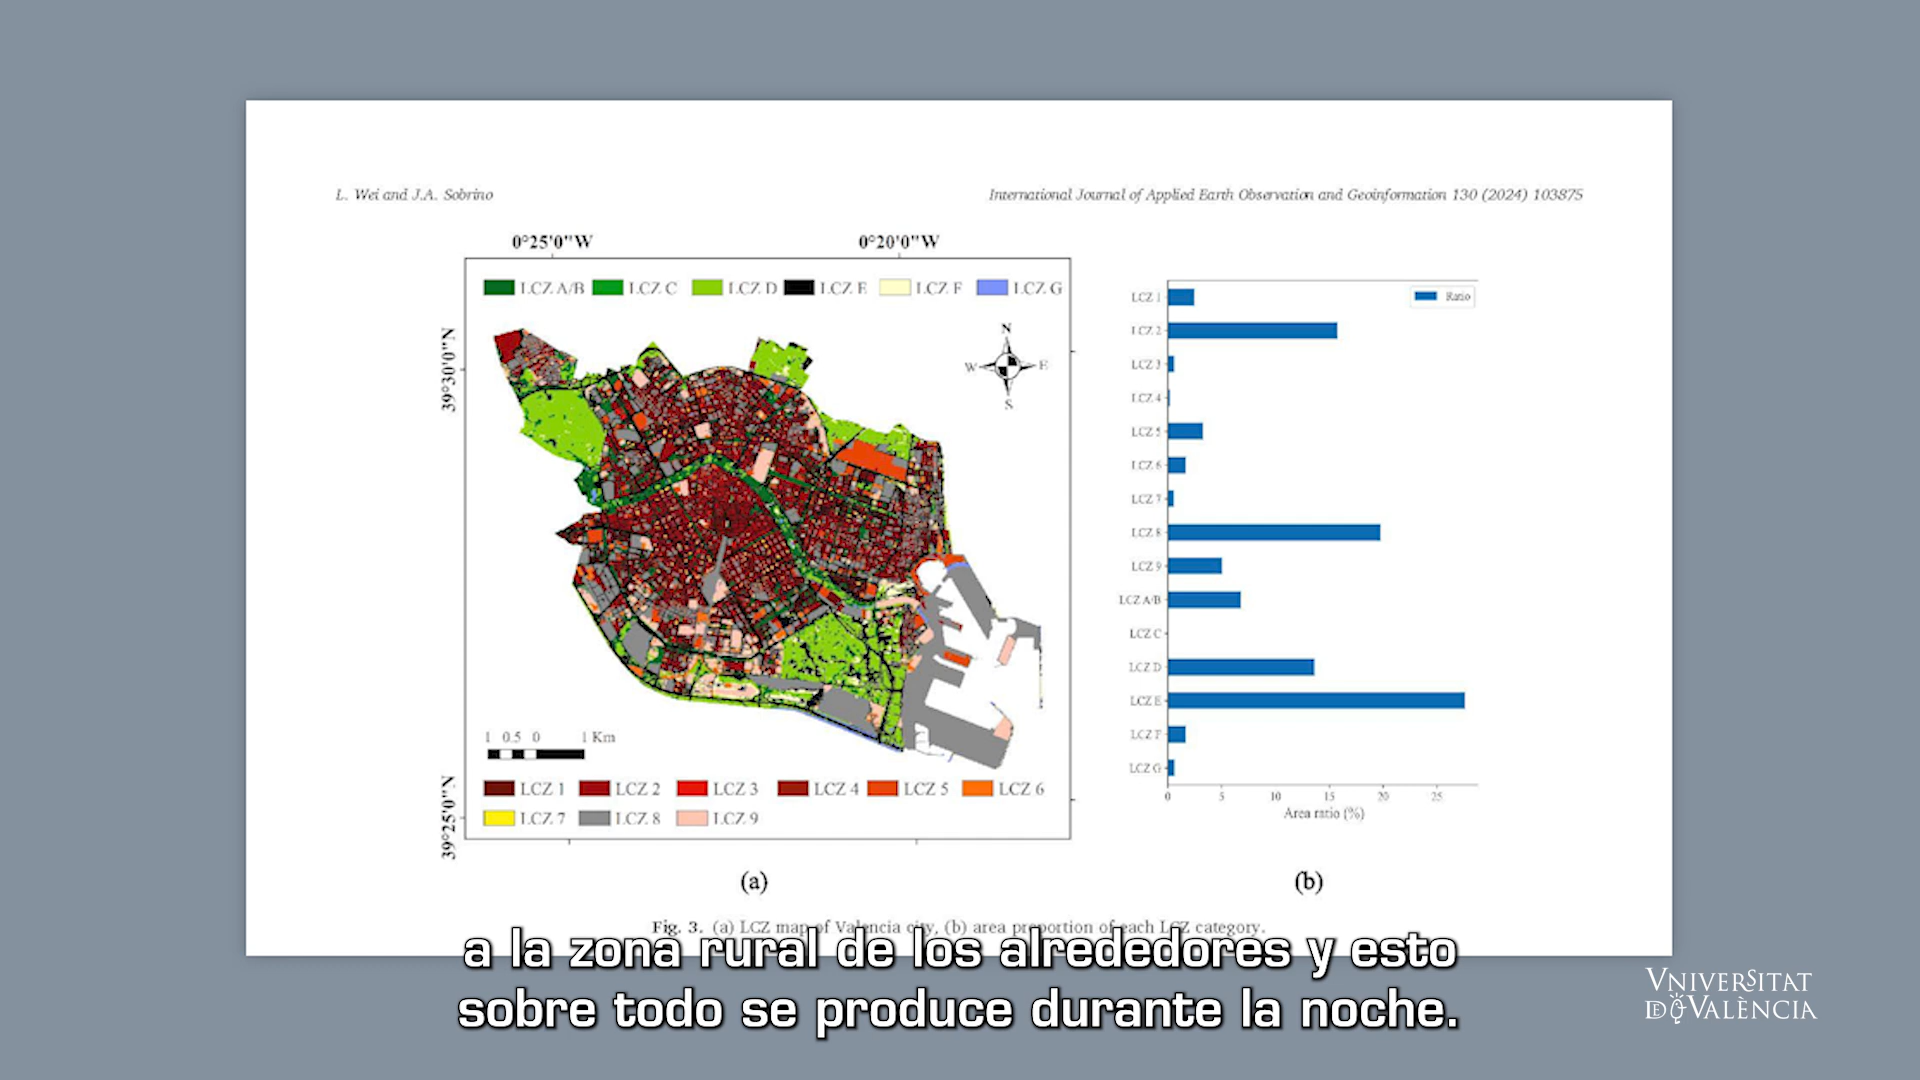 L. Wei and J.A. Sobrino
International Journal of Applied Earth Observation and Geoinformation 130 (2024) 103875
0°25'0"W
0°20'0"W
LCZ A/B
LCZ C
LCZ D
LCZ E
LCZ F
LCZ G
39°30'0"N
N
W
E
S
1 0.5 0 1 Km
39°25'0"N
LCZ 1
LCZ 2
LCZ 3
LCZ 4
LCZ 5
LCZ 6
LCZ 7
LCZ 8
LCZ 9
(a)
Ratio
LCZ 1
LCZ 2
LCZ 3
LCZ 4
LCZ 5
LCZ 6
LCZ 7
LCZ 8
LCZ 9
LCZ A/B
LCZ C
LCZ D
LCZ E
LCZ F
LCZ G
0 5 10 15 20 25
Area ratio (%)
(b)
Fig. 3. (a) LCZ map of Valencia city, (b) area proportion of each LCZ category.
a la zona rural de los alrededores y esto
sobre todo se produce durante la noche.
VNIVERSITAT
DE VALÈNCIA